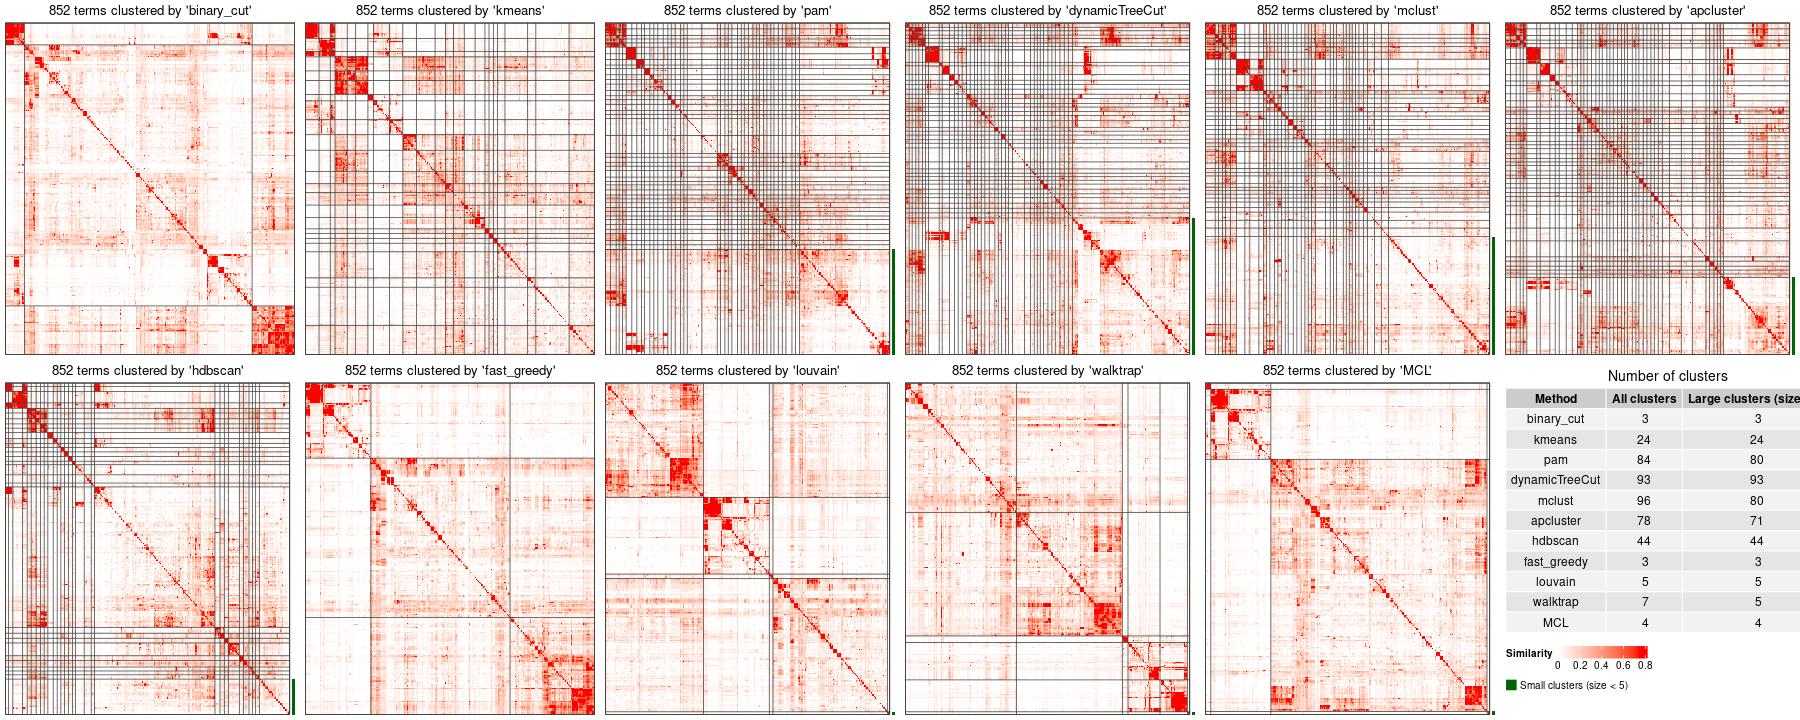 852 terms clustered by 'binary_cut'
852 terms clustered by 'kmeans'
852 terms clustered by 'pam'
852 terms clustered by 'dynamicTreeCut'
852 terms clustered by 'mclust'
852 terms clustered by 'apcluster'
852 terms clustered by 'hdbscan'
852 terms clustered by 'fast_greedy'
852 terms clustered by 'louvain'
852 terms clustered by 'walktrap'
852 terms clustered by 'MCL'
Number of clusters
Method All clusters Large clusters (size
binary_cut 3 3
kmeans 24 24
pam 84 80
dynamicTreeCut 93 93
mclust 96 80
apcluster 78 71
hdbscan 44 44
fast_greedy 3 3
louvain 5 5
walktrap 7 5
MCL 4 4
Similarity
0 0.2 0.4 0.6 0.8
Small clusters (size < 5)